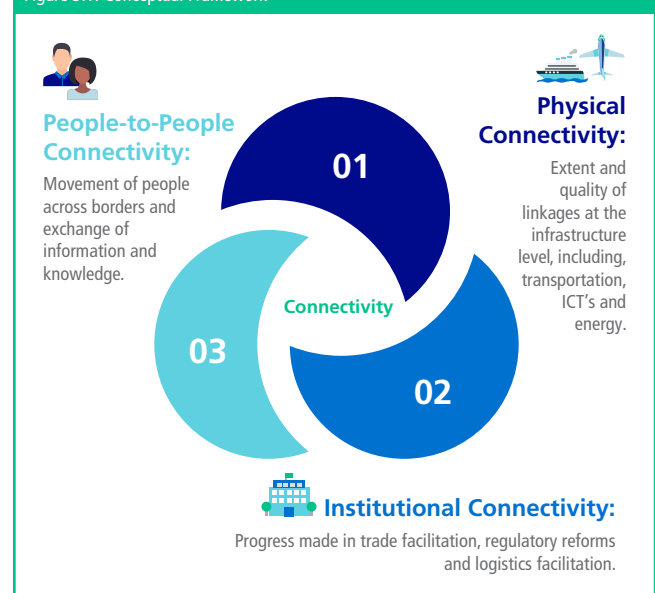 People-to-People
Connectivity:
Movement of people
across borders and
exchange of
information and
knowledge.
Physical
Connectivity:
Extent and
quality of
linkages at the
infrastructure
level, including,
transportation,
ICT's and
energy.
01
Connectivity
03
02
Institutional Connectivity:
Progress made in trade facilitation, regulatory reforms
and logistics facilitation.